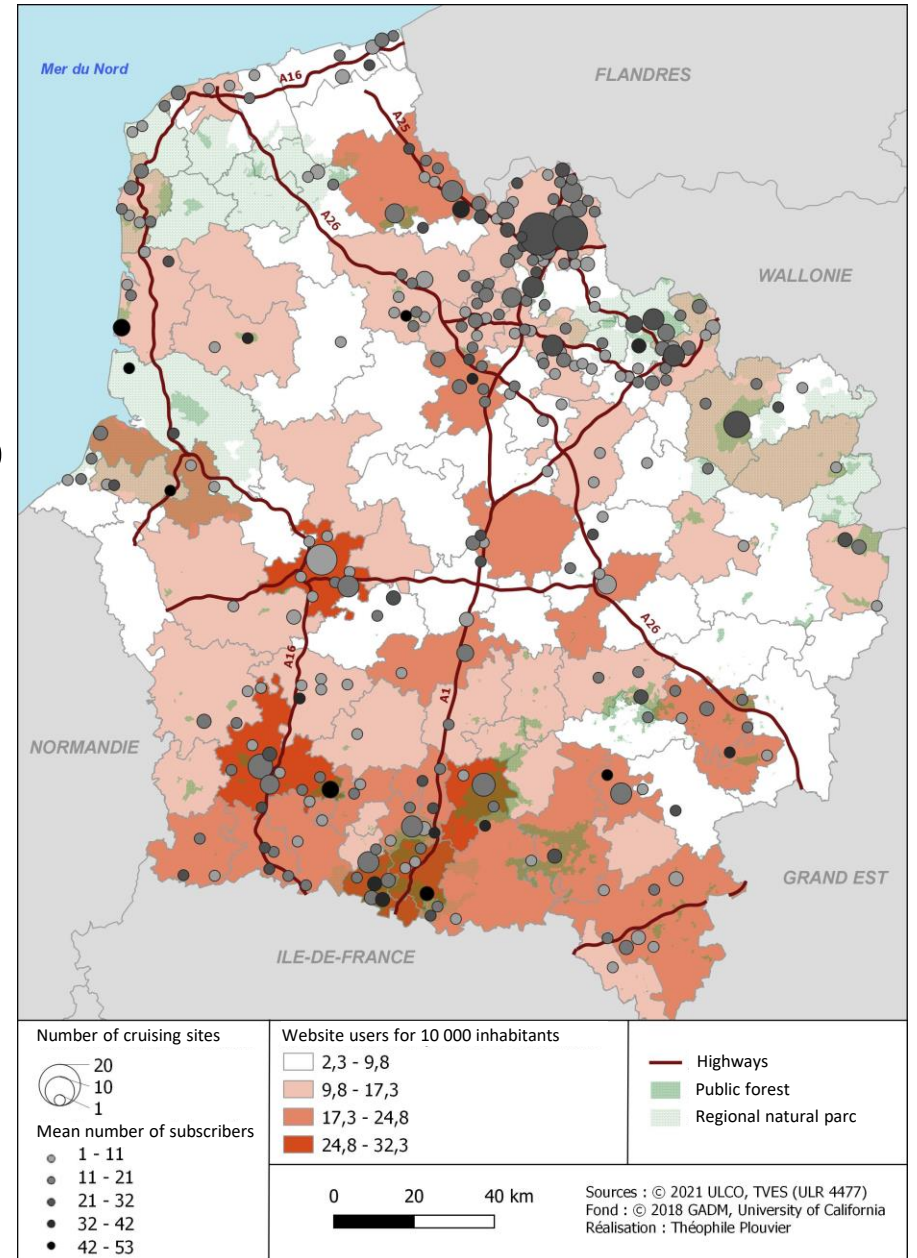 Mer du Nord
FLANDRES
A16
A25
A26
WALLONIE
A16
A1
A26
NORMANDIE
GRAND EST
ILE-DE-FRANCE
)
Number of cruising sites
20
10
1
Mean number of subscribers
1 - 11
11 - 21
21 - 32
32 - 42
42 - 53
Website users for 10 000 inhabitants
2,3 - 9,8
9,8 - 17,3
17,3 - 24,8
24,8 - 32,3
0 20 40 km
Highways
Public forest
Regional natural parc
Sources : © 2021 ULCO, TVES (ULR 4477)
Fond : © 2018 GADM, University of California
Réalisation : Théophile Plouvier